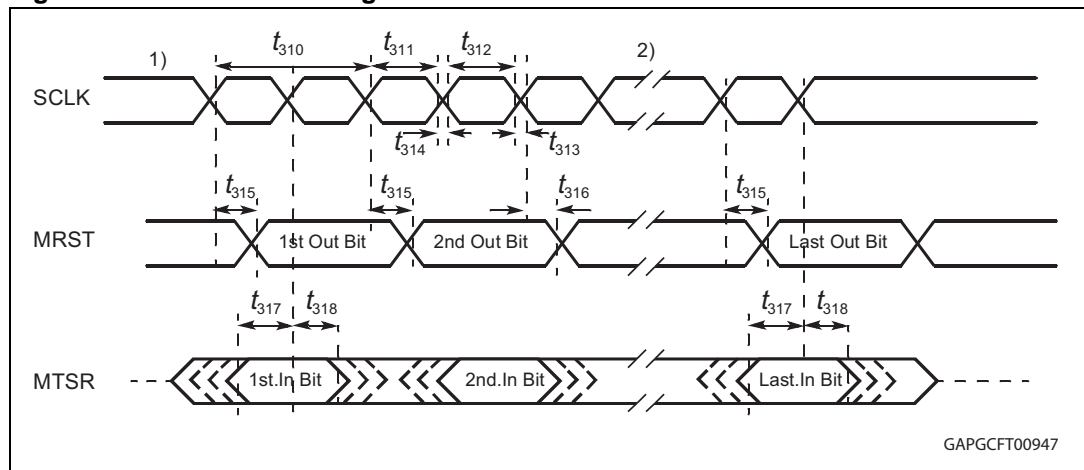 1) t310 t311 t312 2)
SCLK
t314 t313
t315 t315 t316 t315
MRST 1st Out Bit 2nd Out Bit Last Out Bit
t317 t318 t317 t318
MTSR 1st.In Bit 2nd.In Bit Last.In Bit
GAPGCFT00947